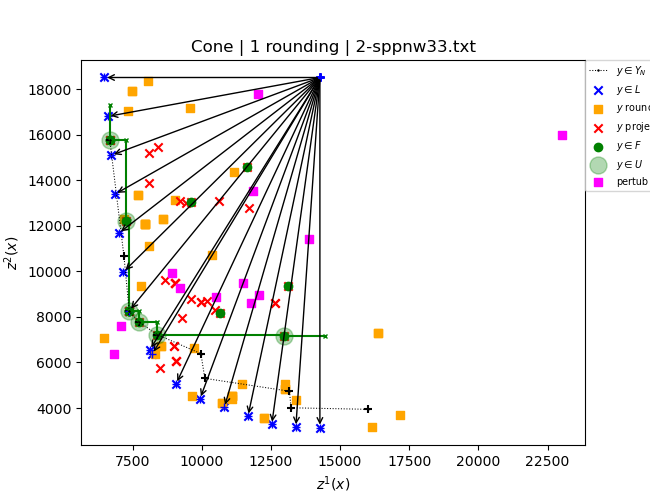 Cone | 1 rounding | 2-sppnw33.txt
18000
16000
14000
12000
10000
8000
6000
4000
z²(x)
7500
10000
12500
15000
17500
20000
22500
z¹(x)
y ∈ Y_N
y ∈ L
y roun
y proje
y ∈ F
y ∈ U
pertub